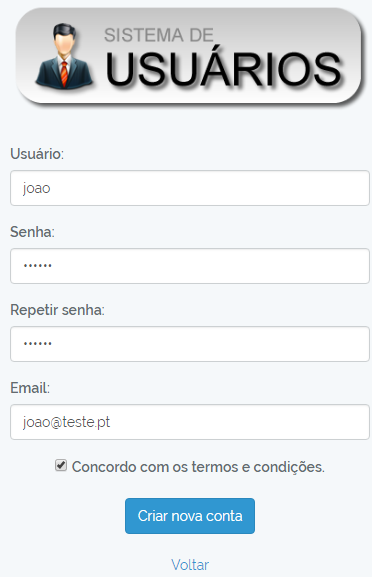 SISTEMA DE
USUÁRIOS
Usuário:
joao
Senha:
••••••
Repetir senha:
••••••
Email:
joao@teste.pt
Concordo com os termos e condições.
Criar nova conta
Voltar